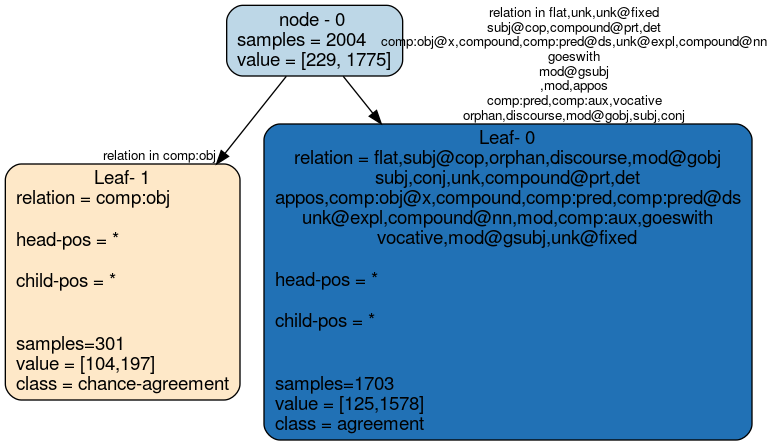 node - 0
samples = 2004
value = [229, 1775]
relation in flat,unk,unk@fixed
subj@cop,compound@prt,det
comp:obj@x,compound,comp:pred@ds,unk@expl,compound@nn
goeswith
mod@gsubj
,mod,appos
comp:pred,comp:aux,vocative
orphan,discourse,mod@gobj,subj,conj
relation in comp:obj
Leaf- 1
relation = comp:obj
head-pos = *
child-pos = *
samples=301
value = [104,197]
class = chance-agreement
Leaf- 0
relation = flat,subj@cop,orphan,discourse,mod@gobj
subj,conj,unk,compound@prt,det
appos,comp:obj@x,compound,comp:pred,comp:pred@ds
unk@expl,compound@nn,mod,comp:aux,goeswith
vocative,mod@gsubj,unk@fixed
head-pos = *
child-pos = *
samples=1703
value = [125,1578]
class = agreement